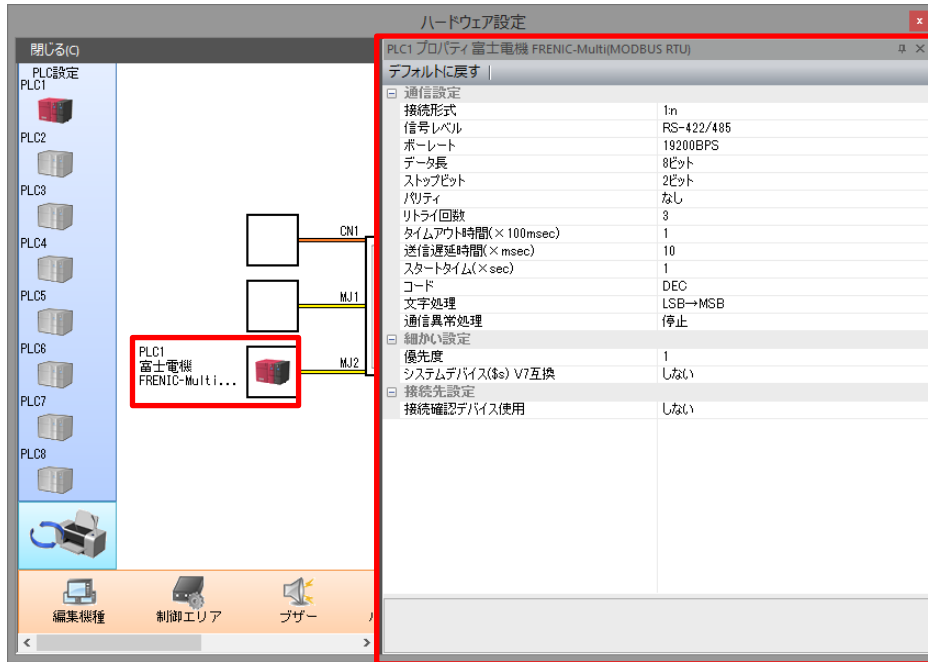 ハードウェア設定
x
閉じる(C)
PLC設定
PLC1
PLC2
PLC3
PLC4
PLC5
PLC6
PLC7
PLC8
CN1
MJ1
MJ2
PLC1
富士電機
FRENIC-Multi...
編集機種
制御エリア
ブザー
PLC1 プロパティ 富士電機 FRENIC-Multi(MODBUS RTU)
デフォルトに戻す
通信設定
接続形式 1:n
信号レベル RS-422/485
ボーレート 19200BPS
データ長 8ビット
ストップビット 2ビット
パリティ なし
リトライ回数 3
タイムアウト時間(×100msec) 1
送信遅延時間(×msec) 10
スタートタイム(×sec) 1
コード DEC
文字処理 LSB→MSB
通信異常処理 停止
細かい設定
優先度 1
システムデバイス($s) V7互換 しない
接続先設定
接続確認デバイス使用 しない